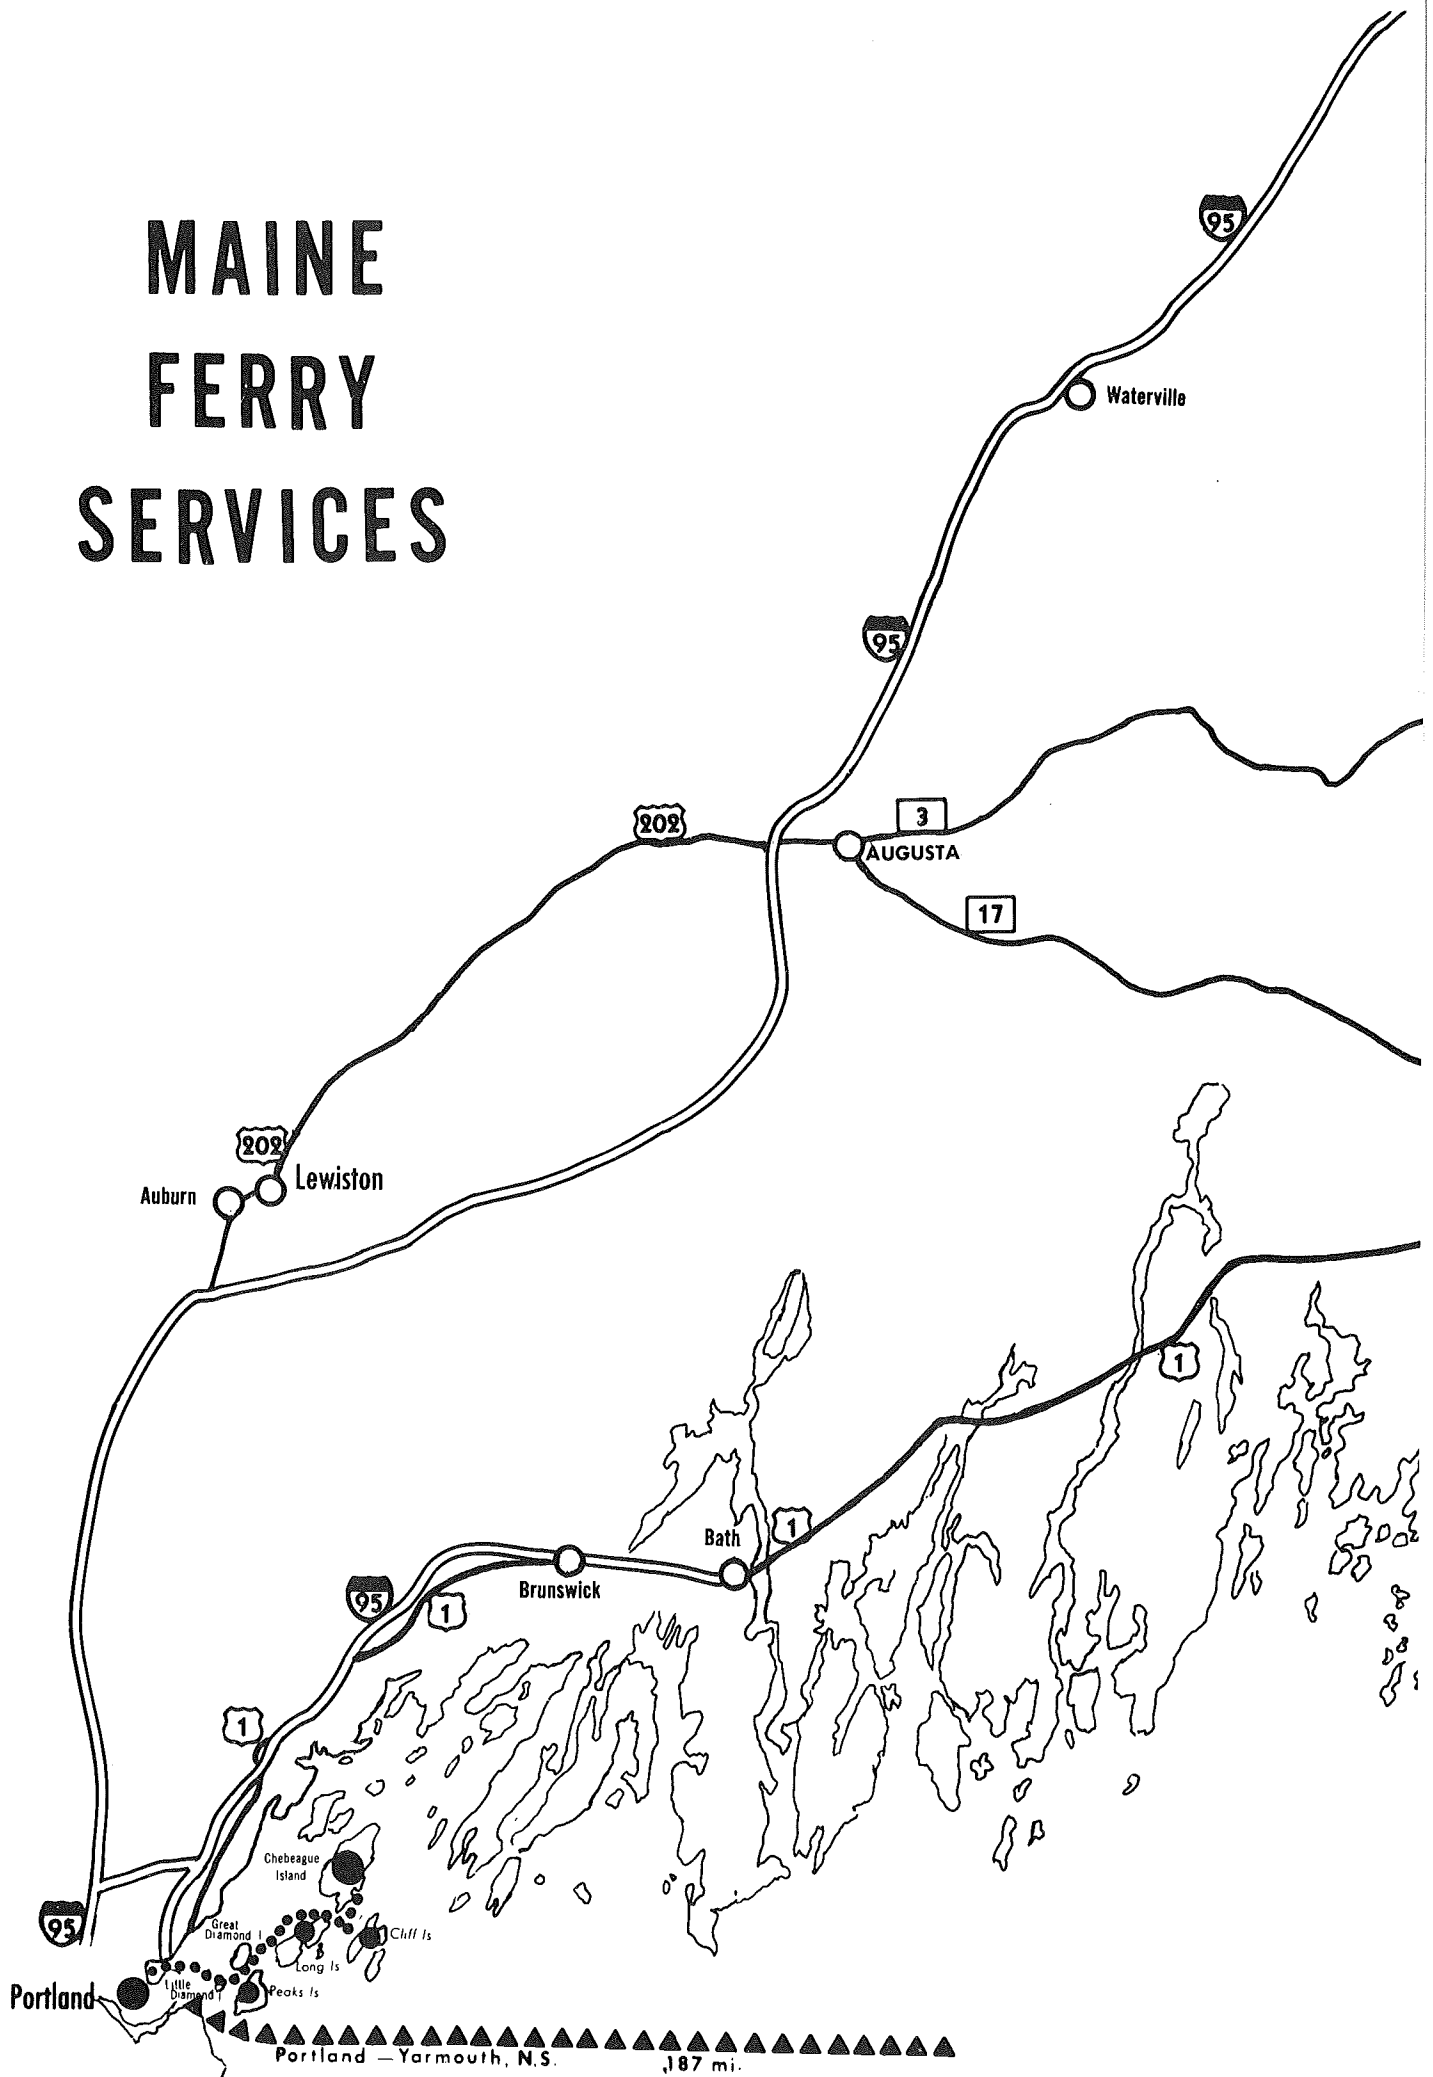 MAINE
FERRY
SERVICES
95
Waterville
95
202
3
AUGUSTA
17
202
Lewiston
Auburn
1
1
Bath
Brunswick
95
1
1
Chebeague
Island
Great
Diamond I
Cliff Is
95
Long Is
Little
Diamond I
Peaks Is
Portland
Portland — Yarmouth, N.S. 187 mi.